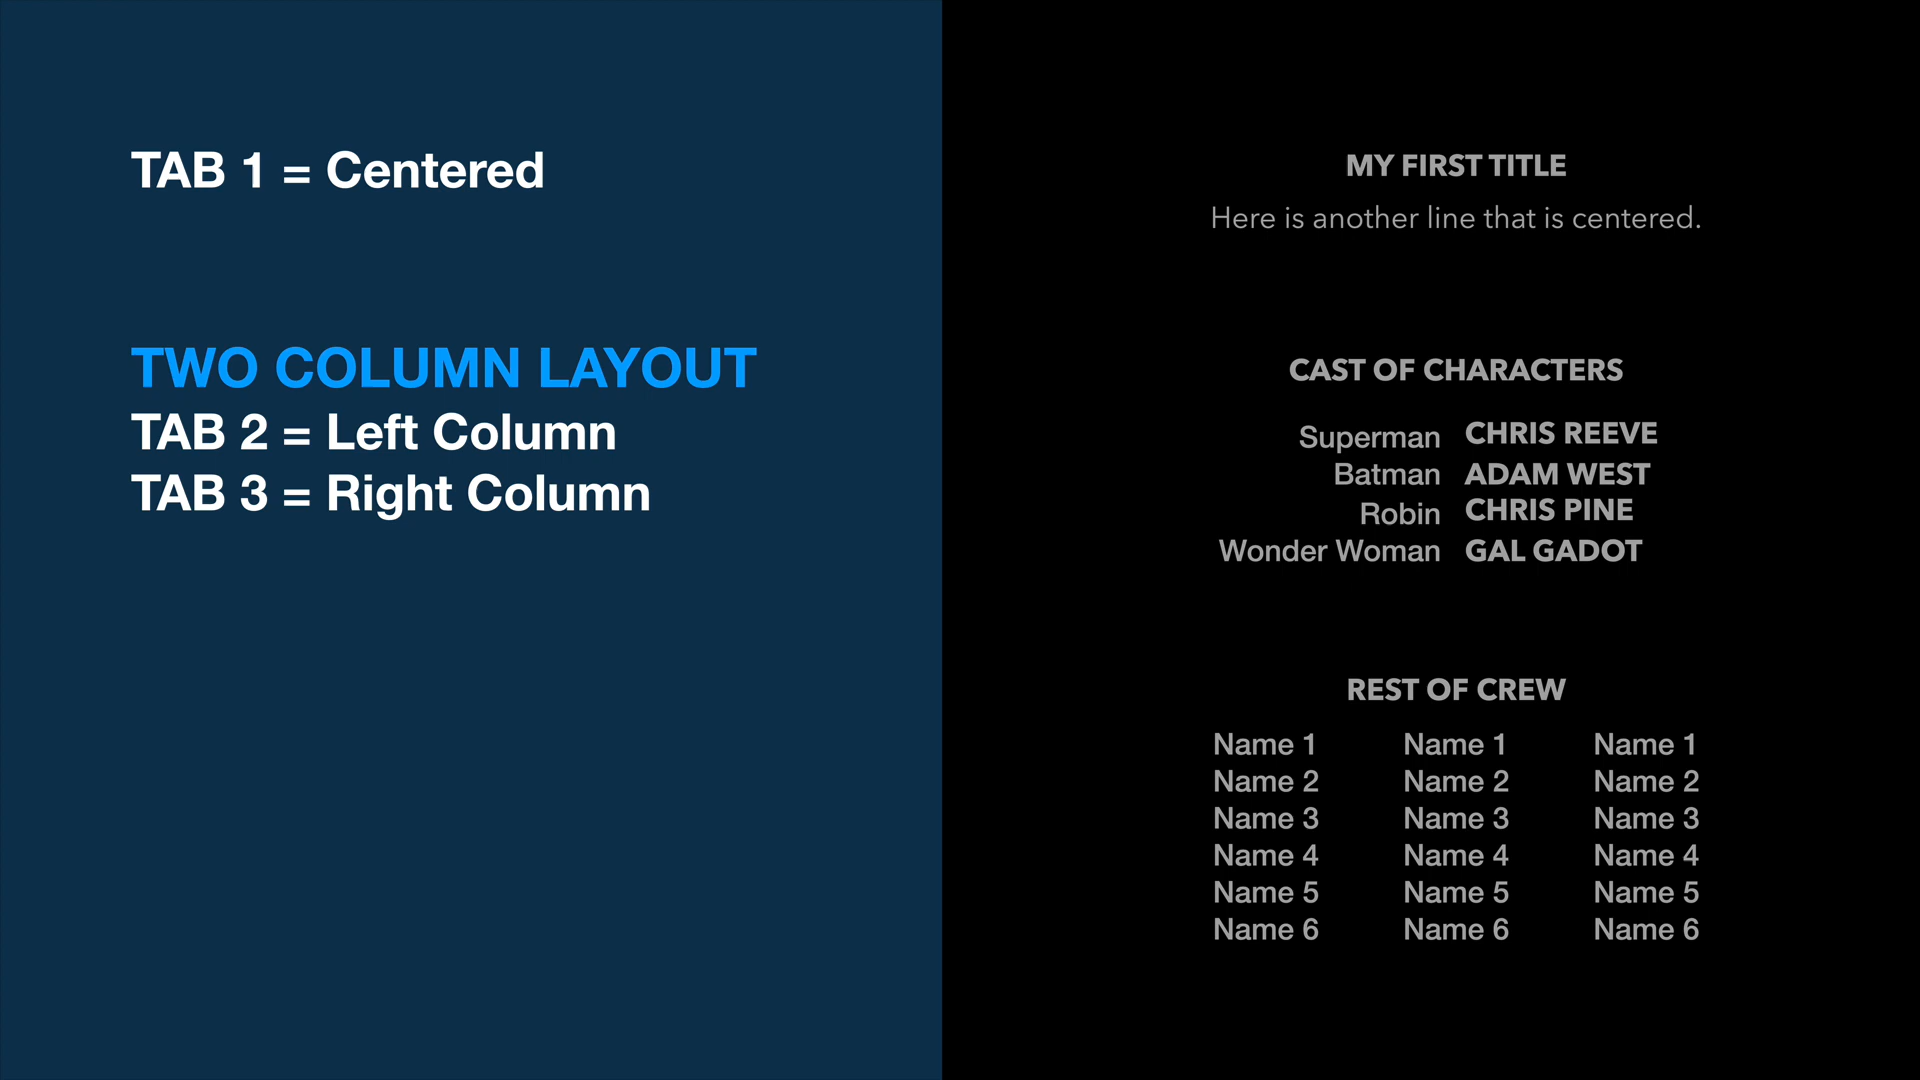 TAB 1 = Centered
TWO COLUMN LAYOUT
TAB 2 = Left Column
TAB 3 = Right Column
MY FIRST TITLE
Here is another line that is centered.
CAST OF CHARACTERS
Superman CHRIS REEVE
Batman ADAM WEST
Robin CHRIS PINE
Wonder Woman GAL GADOT
REST OF CREW
Name 1 Name 1 Name 1
Name 2 Name 2 Name 2
Name 3 Name 3 Name 3
Name 4 Name 4 Name 4
Name 5 Name 5 Name 5
Name 6 Name 6 Name 6